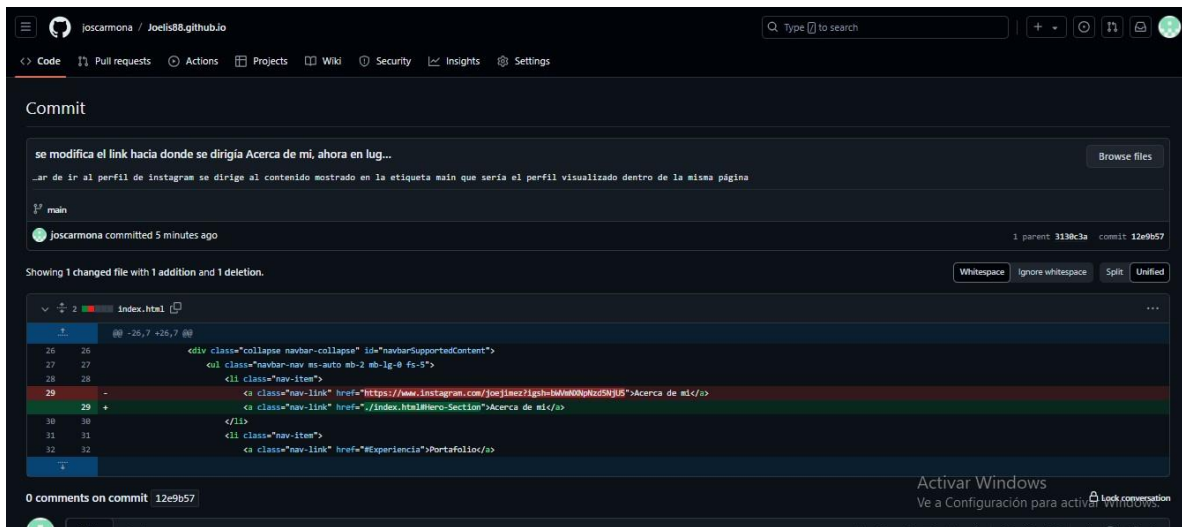 joscarmona / Joelis88.github.io
Type / to search
Code Pull requests Actions Projects Wiki Security Insights Settings
Commit
se modifica el link hacia donde se dirigía Acerca de mi, ahora en lug...
Browse files
…ar de ir al perfil de instagram se dirige al contenido mostrado en la etiqueta main que sería el perfil visualizado dentro de la misma página
main
joscarmona committed 5 minutes ago
1 parent 3130c3a commit 12e9b57
Showing 1 changed file with 1 addition and 1 deletion.
Whitespace Ignore whitespace Split Unified
2 index.html
@@ -26,7 +26,7 @@
26 26 <div class="collapse navbar-collapse" id="navbarSupportedContent">
27 27 <ul class="navbar-nav ms-auto mb-2 mb-lg-0 fs-5">
28 28 <li class="nav-item">
29 - <a class="nav-link" href="https://www.instagram.com/joejimez?igsh=bWVmNXNpNzd5NjU5">Acerca de mi</a>
29 + <a class="nav-link" href="./index.html#Hero-Section">Acerca de mi</a>
30 30 </li>
31 31 <li class="nav-item">
32 32 <a class="nav-link" href="#Experiencia">Portafolio</a>
0 comments on commit 12e9b57
Lock conversation
Activar Windows
Ve a Configuración para activar Windows.